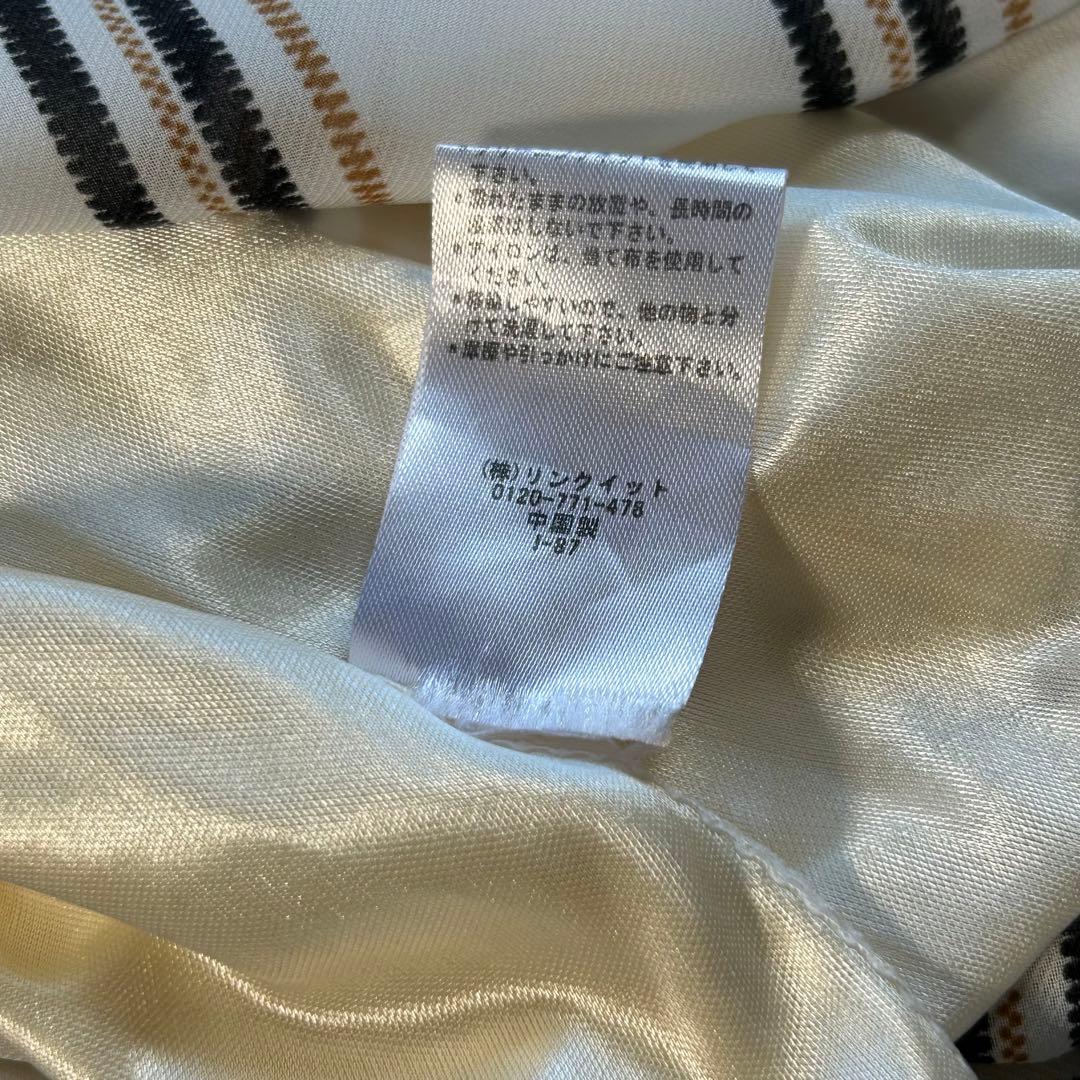 下さい。
濡れたままの放置や、長時間の
はしないで下さい。
*アイロンは、当て布を使用して
ください。
*移染しやすいので、他の物と分
けて洗濯して下さい。
*摩擦や引っかけにご注意下さい。
(株)リンクイット
0120-771-478
中国製
1-87